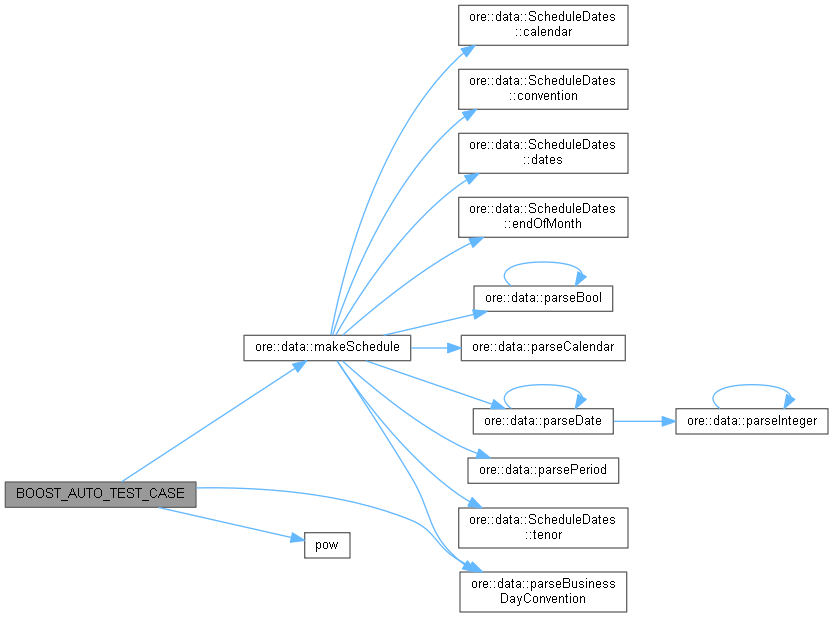 ore::data::ScheduleDates
::calendar
ore::data::ScheduleDates
::convention
ore::data::ScheduleDates
::dates
ore::data::ScheduleDates
::endOfMonth
ore::data::parseBool
ore::data::makeSchedule
ore::data::parseCalendar
ore::data::parseDate
ore::data::parseInteger
ore::data::parsePeriod
BOOST_AUTO_TEST_CASE
ore::data::ScheduleDates
::tenor
pow
ore::data::parseBusiness
DayConvention